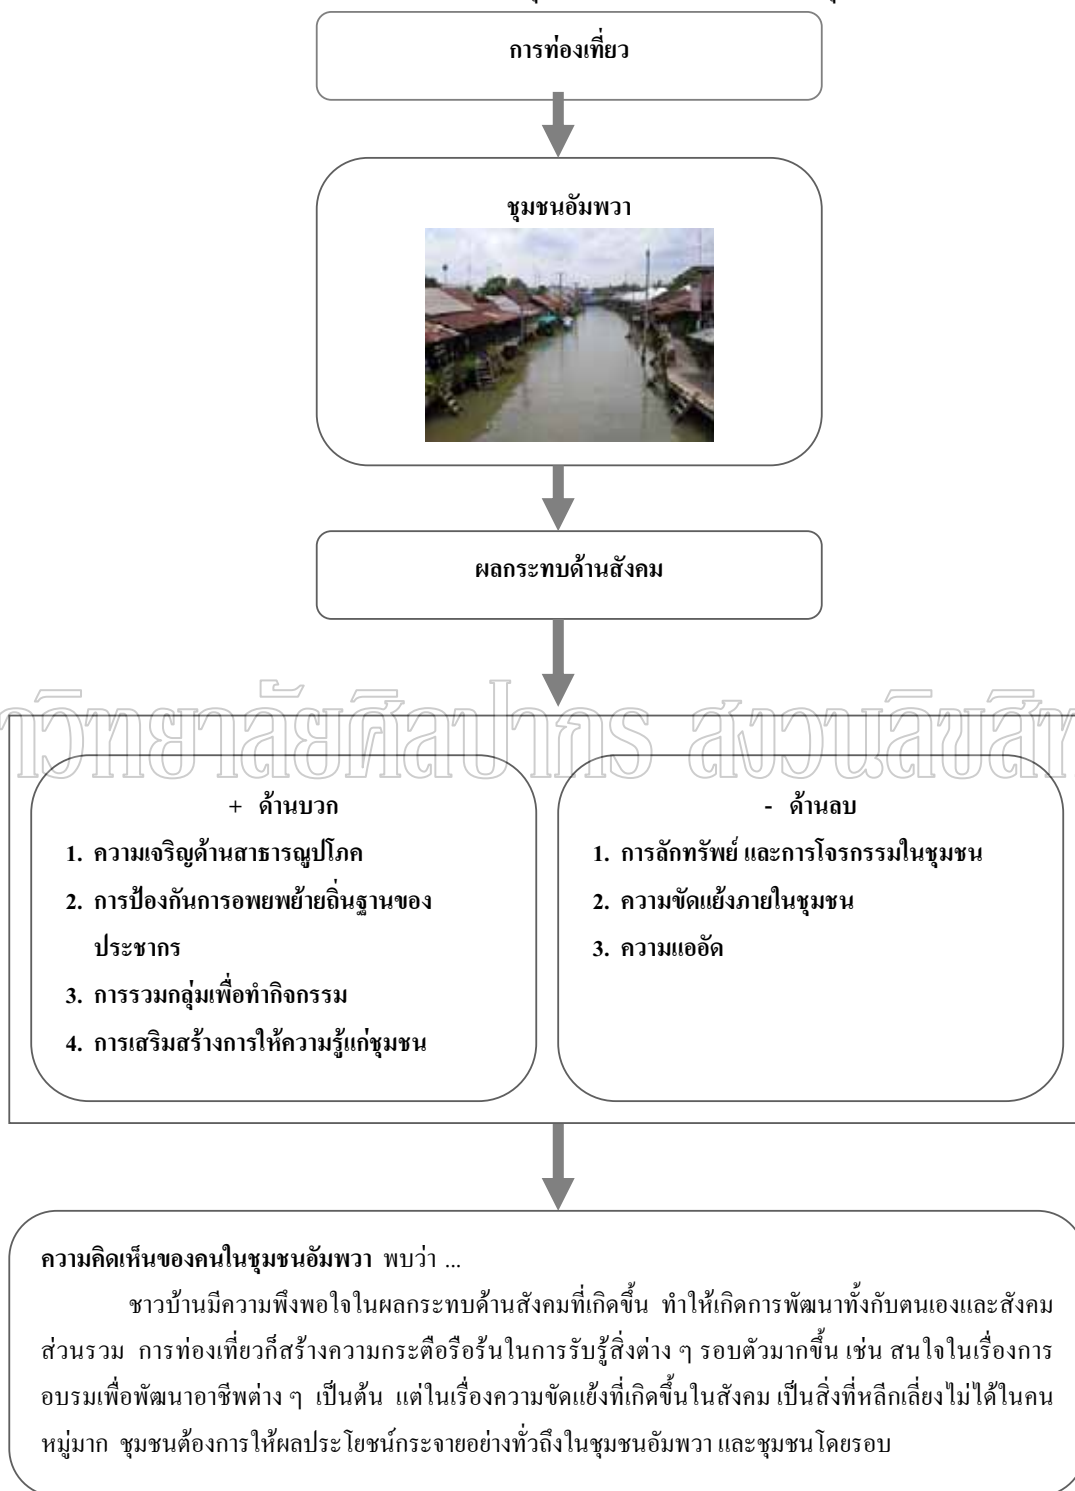 การท่องเที่ยว
ชุมชนอัมพวา
ผลกระทบด้านสังคม
าวิทยาลัยศิลปากร สงวนลิขสิท
+ ด้านบวก
1. ความเจริญด้านสาธารณูปโภค
2. การป้องกันการอพยพย้ายถิ่นฐานของ
ประชากร
3. การรวมกลุ่มเพื่อทำกิจกรรม
4. การเสริมสร้างการให้ความรู้แก่ชุมชน
- ด้านลบ
1. การลักทรัพย์ และการโจรกรรมในชุมชน
2. ความขัดแย้งภายในชุมชน
3. ความแออัด
ความคิดเห็นของคนในชุมชนอัมพวา พบว่า ...
ชาวบ้านมีความพึงพอใจในผลกระทบด้านสังคมที่เกิดขึ้น ทำให้เกิดการพัฒนาทั้งกับตนเองและสังคม
ส่วนรวม การท่องเที่ยวก็สร้างความกระตือรือร้นในการรับรู้สิ่งต่าง ๆ รอบตัวมากขึ้น เช่น สนใจในเรื่องการ
อบรมเพื่อพัฒนาอาชีพต่าง ๆ เป็นต้น แต่ในเรื่องความขัดแย้งที่เกิดขึ้นในสังคม เป็นสิ่งที่หลีกเลี่ยงไม่ได้ในคน
หมู่มาก ชุมชนต้องการให้ผลประโยชน์กระจายอย่างทั่วถึงในชุมชนอัมพวา และชุมชนโดยรอบ